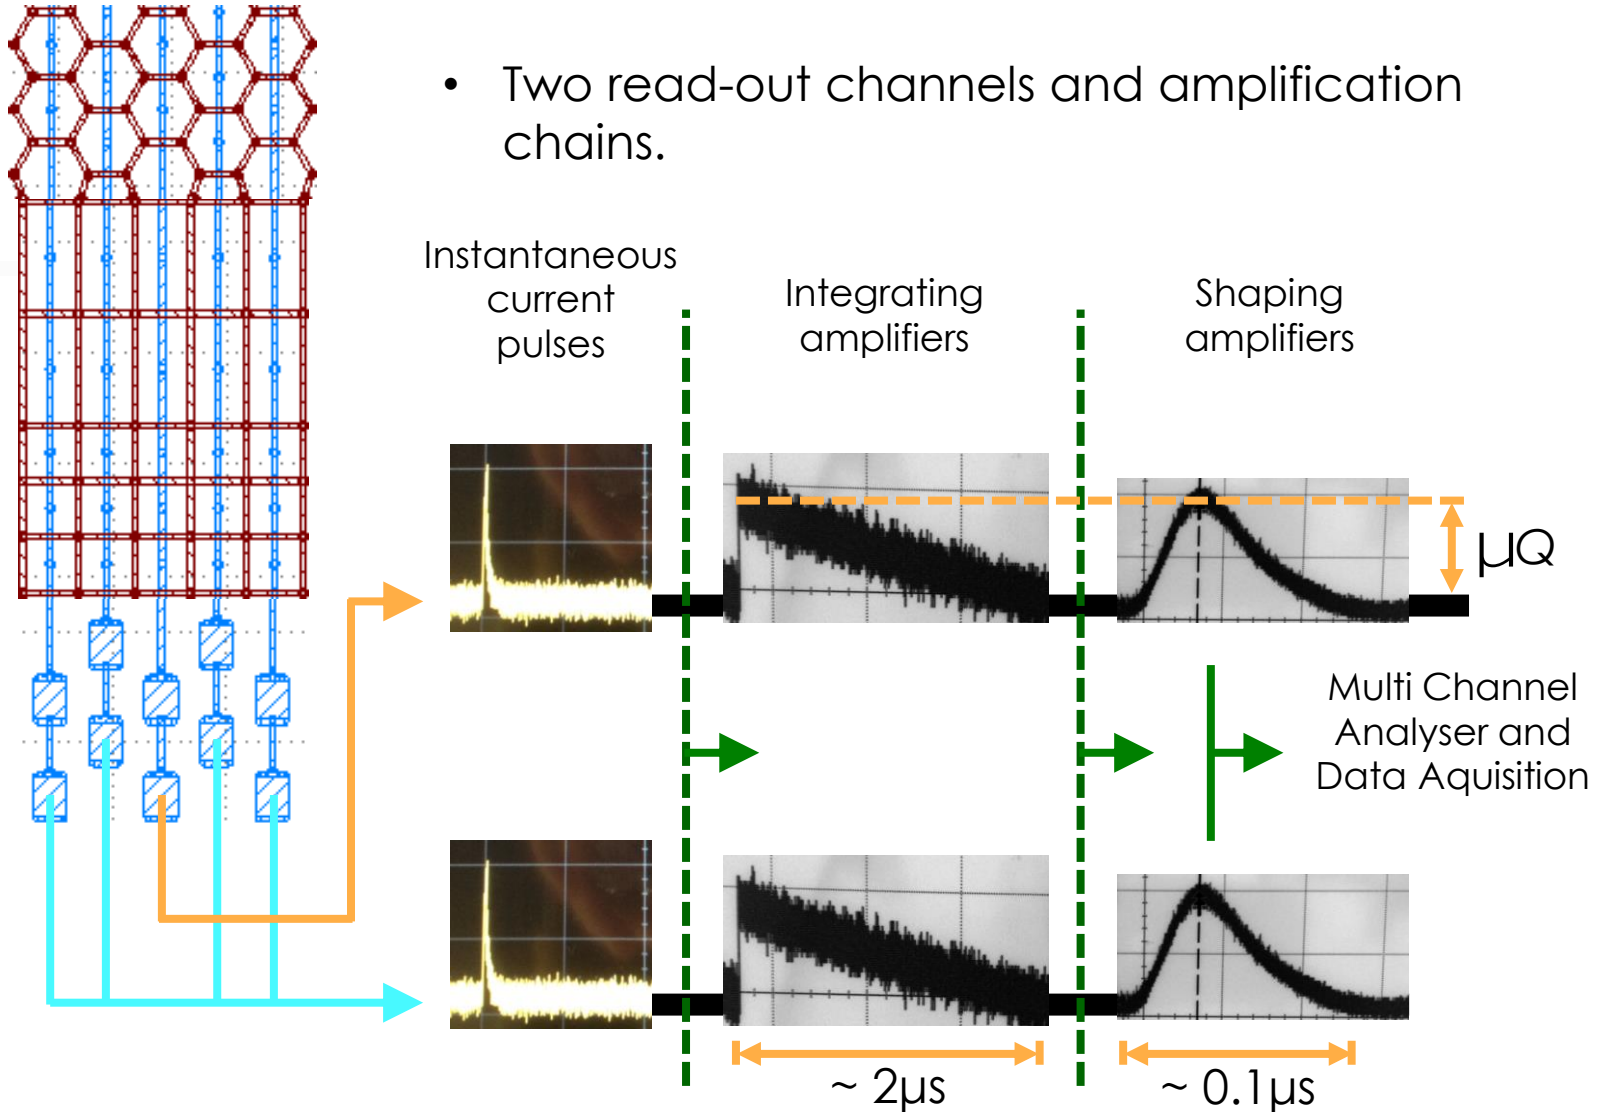 • Two read-out channels and amplification
chains.
Instantaneous
current
pulses
Integrating
amplifiers
Shaping
amplifiers
μQ
Multi Channel
Analyser and
Data Aquisition
~ 2μs
~ 0.1μs